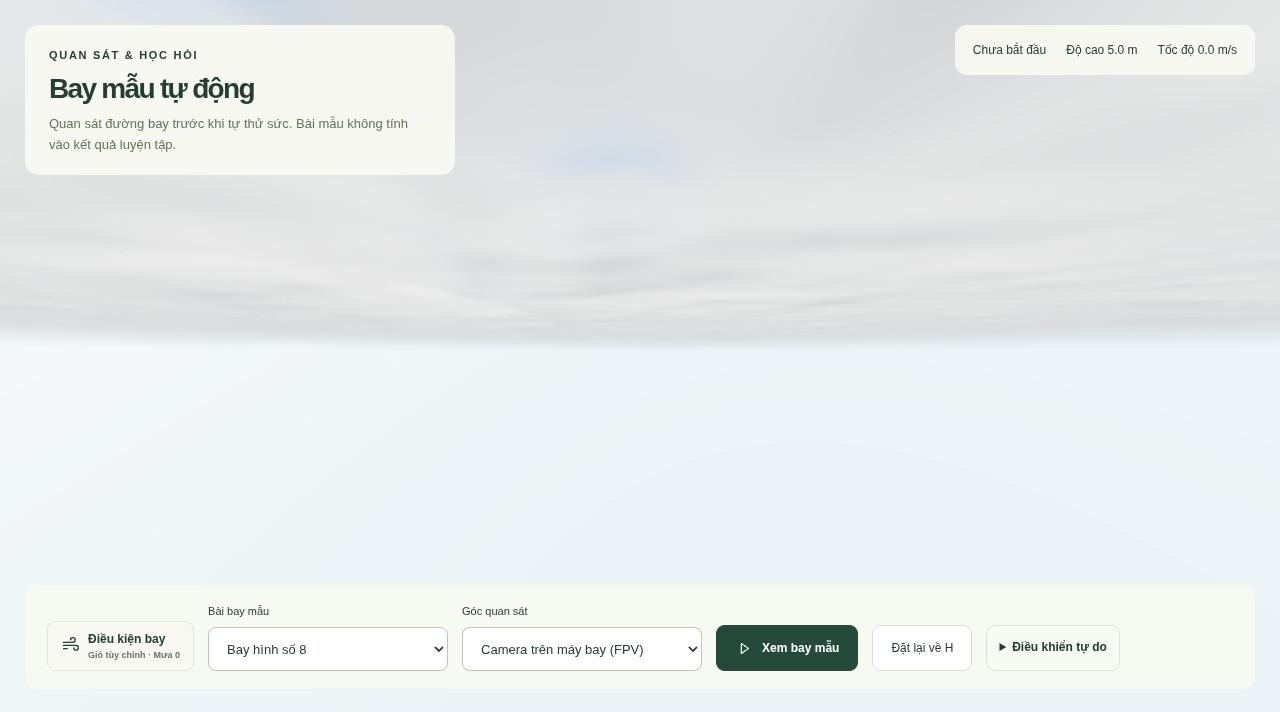 QUAN SÁT & HỌC HỎI
Bay mẫu tự động
Quan sát đường bay trước khi tự thử sức. Bài mẫu không tính
vào kết quả luyện tập.
Chưa bắt đầu Độ cao 5.0 m Tốc độ 0.0 m/s
Điều kiện bay
Gió tùy chỉnh · Mưa 0
Bài bay mẫu
Bay hình số 8
Góc quan sát
Camera trên máy bay (FPV)
Xem bay mẫu
Đặt lại về H
Điều khiển tự do